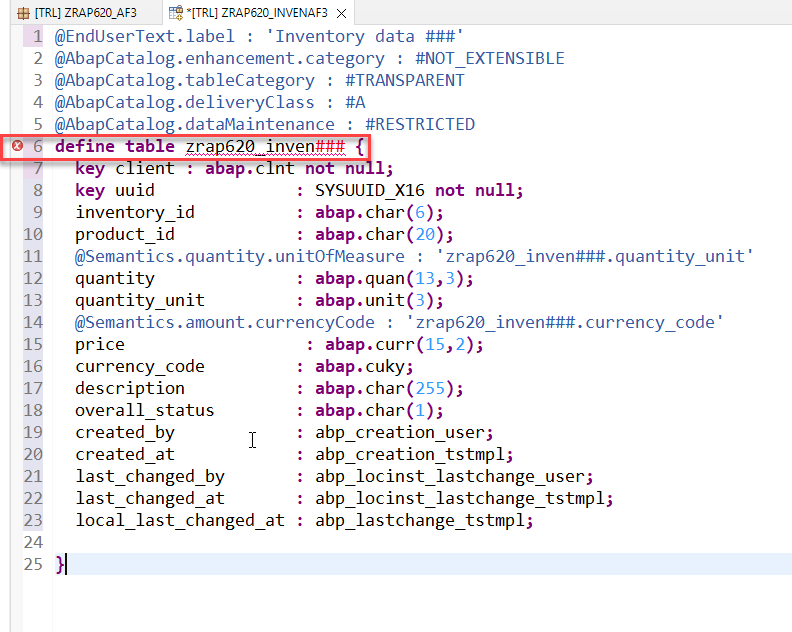 [TRL] ZRAP620_AF3
*[TRL] ZRAP620_INVENAF3
1 @EndUserText.label : 'Inventory data ###'
2 @AbapCatalog.enhancement.category : #NOT_EXTENSIBLE
3 @AbapCatalog.tableCategory : #TRANSPARENT
4 @AbapCatalog.deliveryClass : #A
5 @AbapCatalog.dataMaintenance : #RESTRICTED
6 define table zrap620_inven### {
7 key client : abap.clnt not null;
8 key uuid : SYSUUID_X16 not null;
9 inventory_id : abap.char(6);
10 product_id : abap.char(20);
11 @Semantics.quantity.unitOfMeasure : 'zrap620_inven###.quantity_unit'
12 quantity : abap.quan(13,3);
13 quantity_unit : abap.unit(3);
14 @Semantics.amount.currencyCode : 'zrap620_inven###.currency_code'
15 price : abap.curr(15,2);
16 currency_code : abap.cuky;
17 description : abap.char(255);
18 overall_status : abap.char(1);
19 created_by : abp_creation_user;
20 created_at : abp_creation_tstmpl;
21 last_changed_by : abp_locinst_lastchange_user;
22 last_changed_at : abp_locinst_lastchange_tstmpl;
23 local_last_changed_at : abp_lastchange_tstmpl;
24
25 }